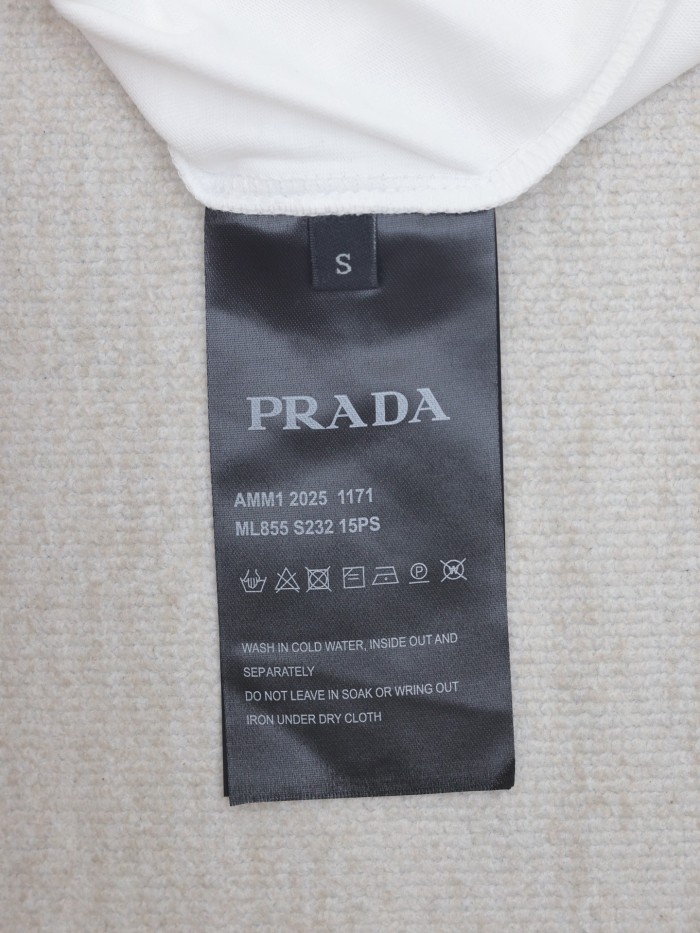 S
PRADA
AMM1 2025 1171
ML855 S232 15PS
P W
WASH IN COLD WATER, INSIDE OUT AND
SEPARATELY
DO NOT LEAVE IN SOAK OR WRING OUT
IRON UNDER DRY CLOTH